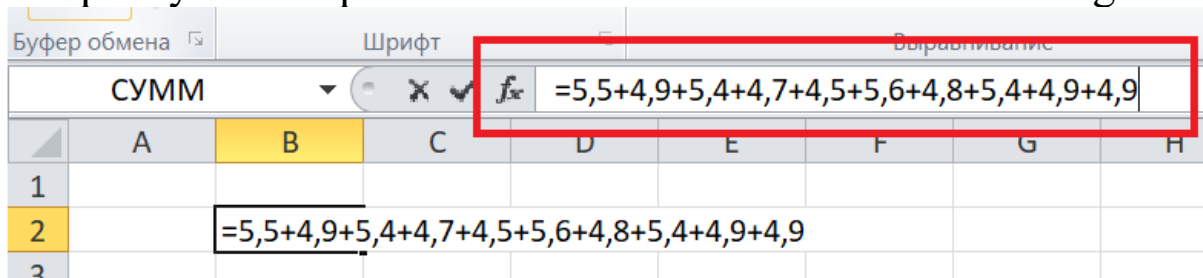 Буфер обмена Шрифт Выравнивание
СУММ fx =5,5+4,9+5,4+4,7+4,5+5,6+4,8+5,4+4,9+4,9
A B C D E F G H
1
2 =5,5+4,9+5,4+4,7+4,5+5,6+4,8+5,4+4,9+4,9
3